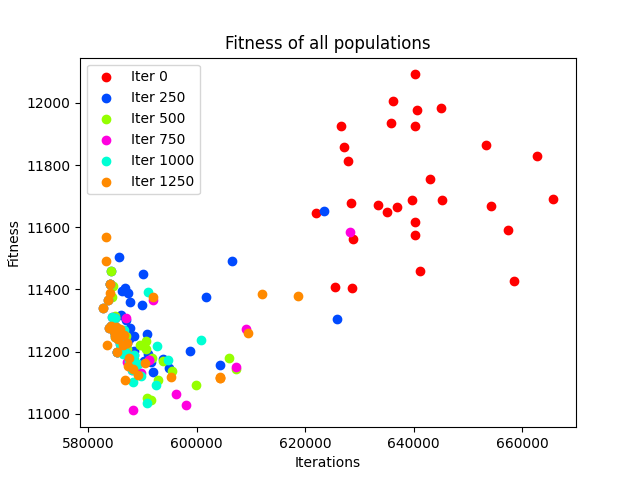 Fitness of all populations
Iter 0
Iter 250
Iter 500
Iter 750
Iter 1000
Iter 1250
12000
11800
11600
11400
11200
11000
Fitness
580000 600000 620000 640000 660000
Iterations